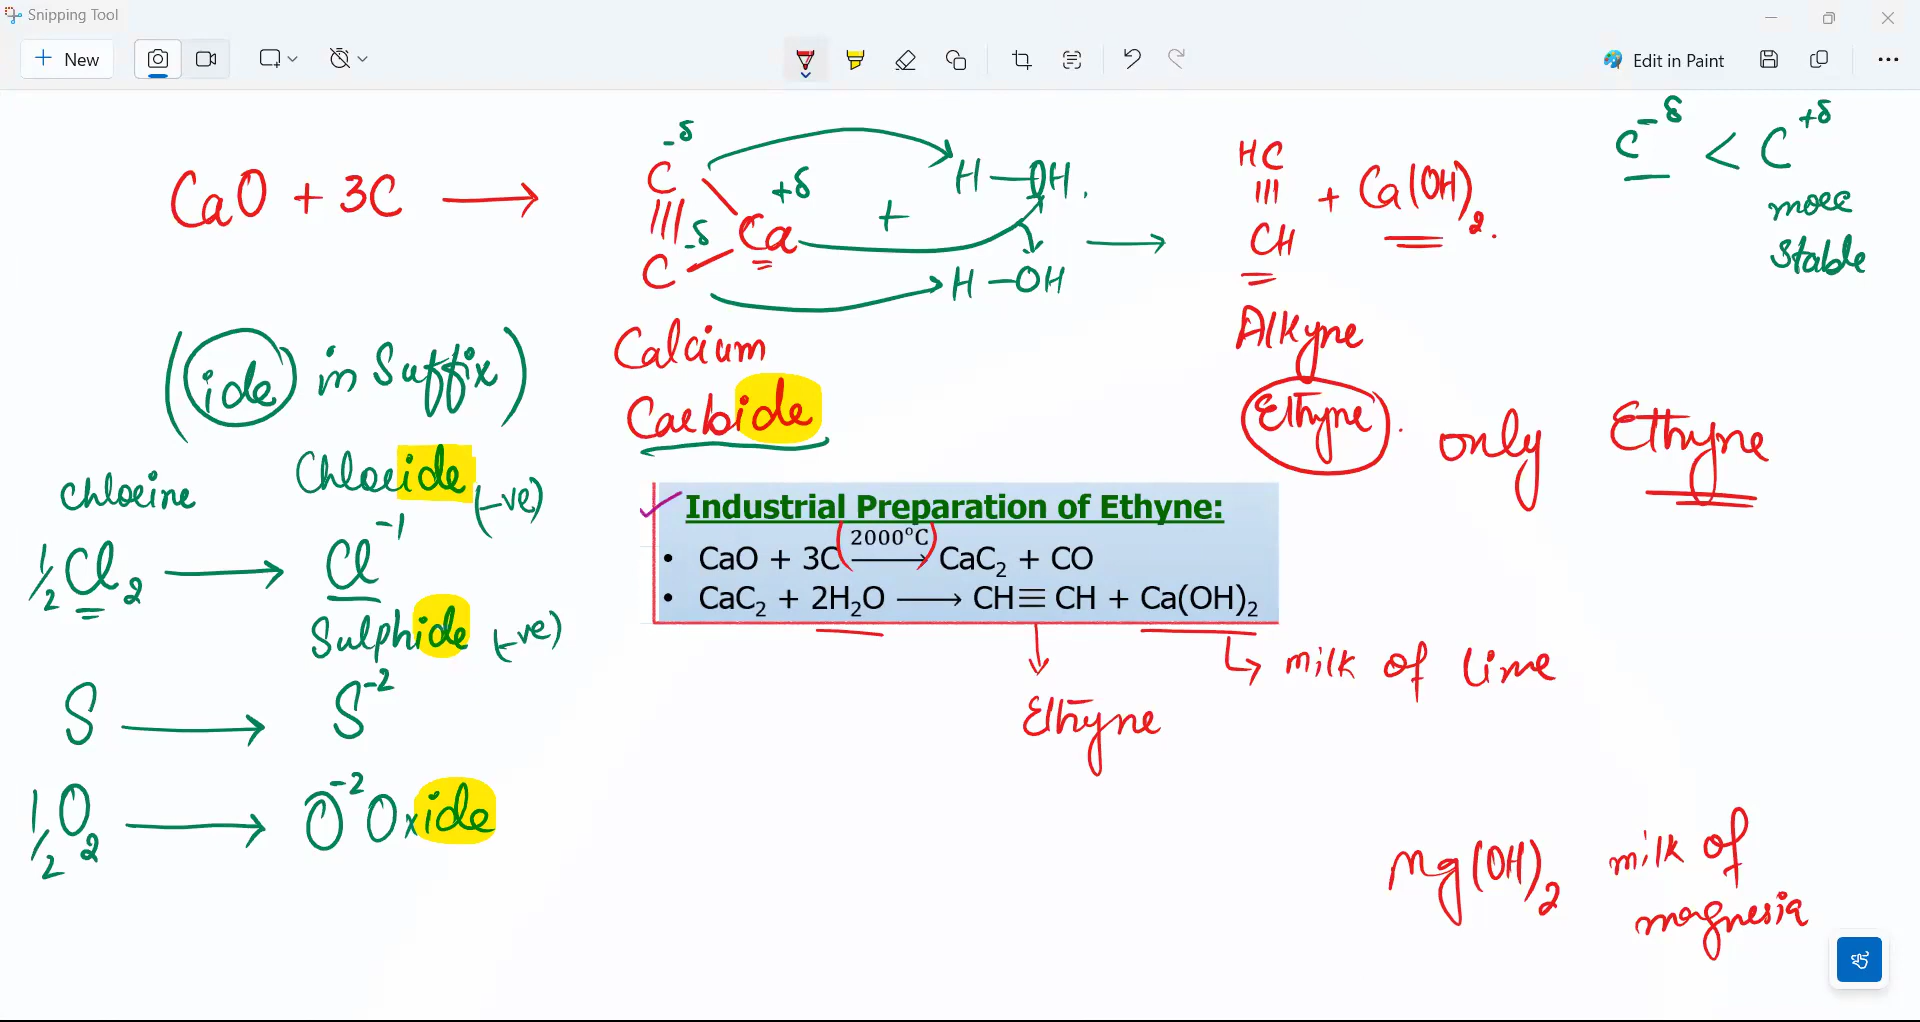 Snipping Tool
New
Edit in Paint
CaO + 3C ⟶
-δ
C
≡
-δ
C
+δ
Ca
+
H—OH.
H—OH
⟶
HC
≡
CH
+ Ca(OH)₂.
C⁻ᵟ < C⁺ᵟ
more
stable
Calcium
Carbide
Alkyne
Ethyne.
only Ethyne
(ide in Suffix)
chlorine
Chloride (-ve)
½Cl₂ ⟶ Cl⁻¹
Sulphide (-ve)
S ⟶ S⁻²
½O₂ ⟶ O⁻² Oxide
Industrial Preparation of Ethyne:
• CaO + 3C (2000°C ⟶) CaC₂ + CO
• CaC₂ + 2H₂O ⟶ CH≡CH + Ca(OH)₂
milk of lime
Ethyne
Mg(OH)₂ milk of
magnesia